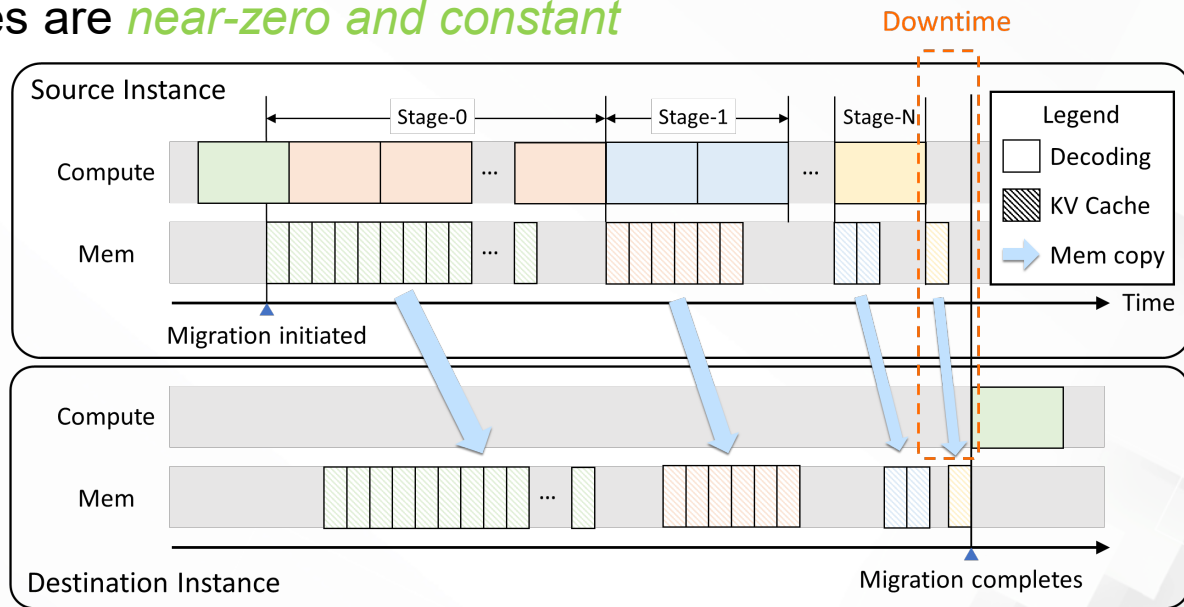 es are near-zero and constant
Downtime
Source Instance
Stage-0
Stage-1
Stage-N
Legend
Decoding
KV Cache
Mem copy
Compute
...
...
Mem
...
Time
Migration initiated
Compute
Mem
...
Destination Instance
Migration completes